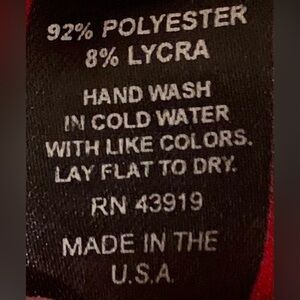 92% POLYESTER
8% LYCRA
HAND WASH
IN COLD WATER
WITH LIKE COLORS.
LAY FLAT TO DRY.
RN 43919
MADE IN THE
U.S.A.